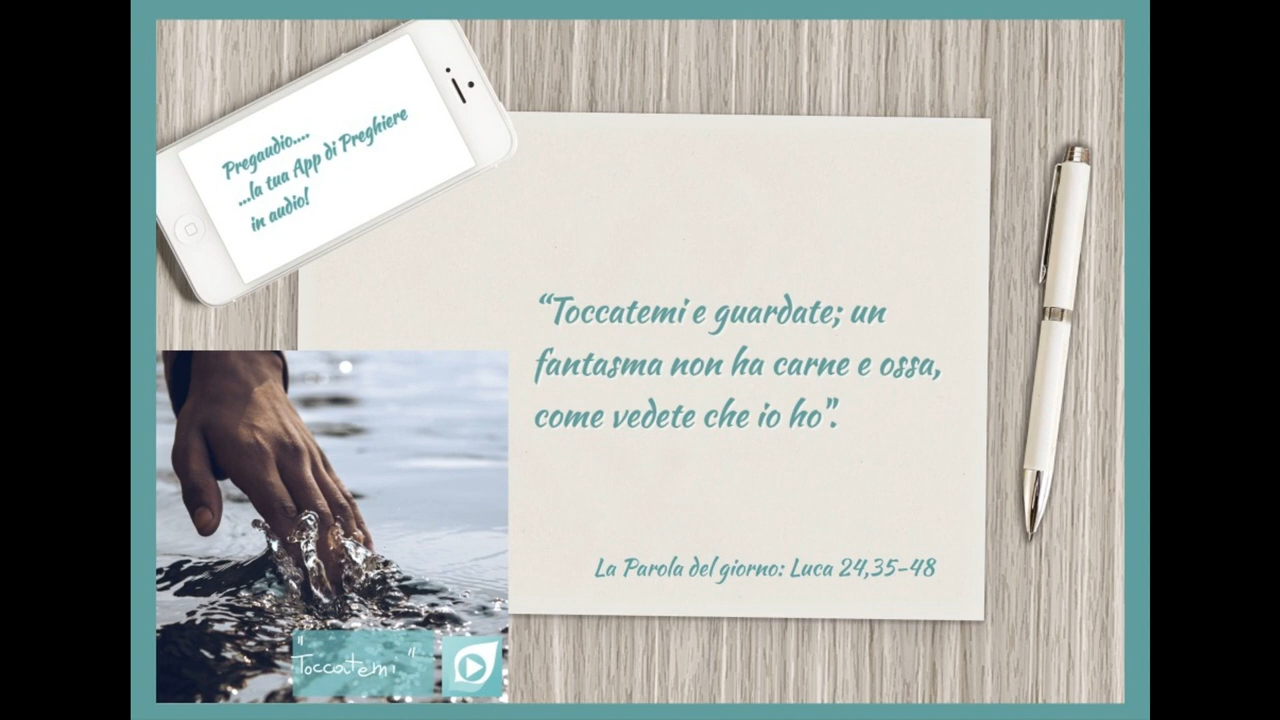 Pregaudio....
...la tua App di Preghiere
in audio!
“Toccatemi e guardate; un
fantasma non ha carne e ossa,
come vedete che io ho”.
La Parola del giorno: Luca 24,35-48
"Toccatemi"